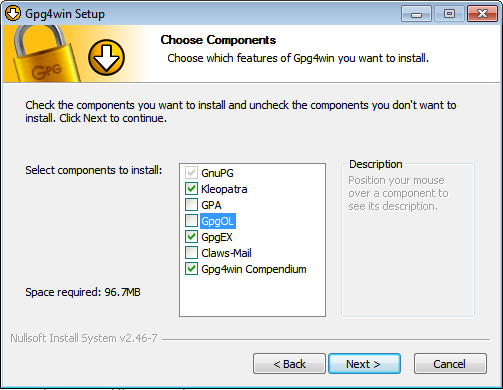 Gpg4win Setup
GPG
Choose Components
Choose which features of Gpg4win you want to install.
Check the components you want to install and uncheck the components you don't want to
install. Click Next to continue.
Select components to install:
GnuPG
Kleopatra
GPA
GpgOL
GpgEX
Claws-Mail
Gpg4win Compendium
Description
Position your mouse
over a component to
see its description.
Space required: 96.7MB
Nullsoft Install System v2.46-7
< Back
Next >
Cancel